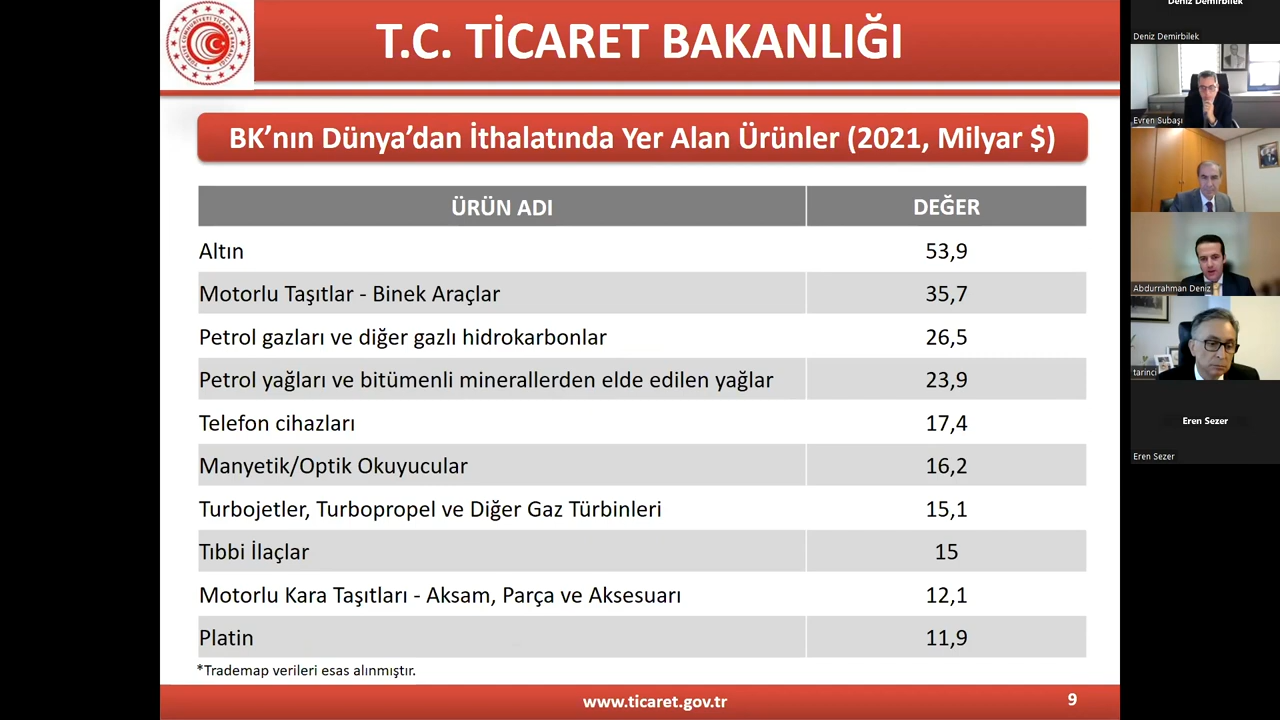 T.C. TİCARET BAKANLIĞI
BK’nın Dünya’dan İthalatında Yer Alan Ürünler (2021, Milyar $)
ÜRÜN ADI DEĞER
Altın 53,9
Motorlu Taşıtlar - Binek Araçlar 35,7
Petrol gazları ve diğer gazlı hidrokarbonlar 26,5
Petrol yağları ve bitümenli minerallerden elde edilen yağlar 23,9
Telefon cihazları 17,4
Manyetik/Optik Okuyucular 16,2
Turbojetler, Turbopropel ve Diğer Gaz Türbinleri 15,1
Tıbbi İlaçlar 15
Motorlu Kara Taşıtları - Aksam, Parça ve Aksesuarı 12,1
Platin 11,9
*Trademap verileri esas alınmıştır.
www.ticaret.gov.tr 9
Deniz Demirbilek
Deniz Demirbilek
Evren Subaşı
Abdurrahman Deniz
tarinci
Eren Sezer
Eren Sezer